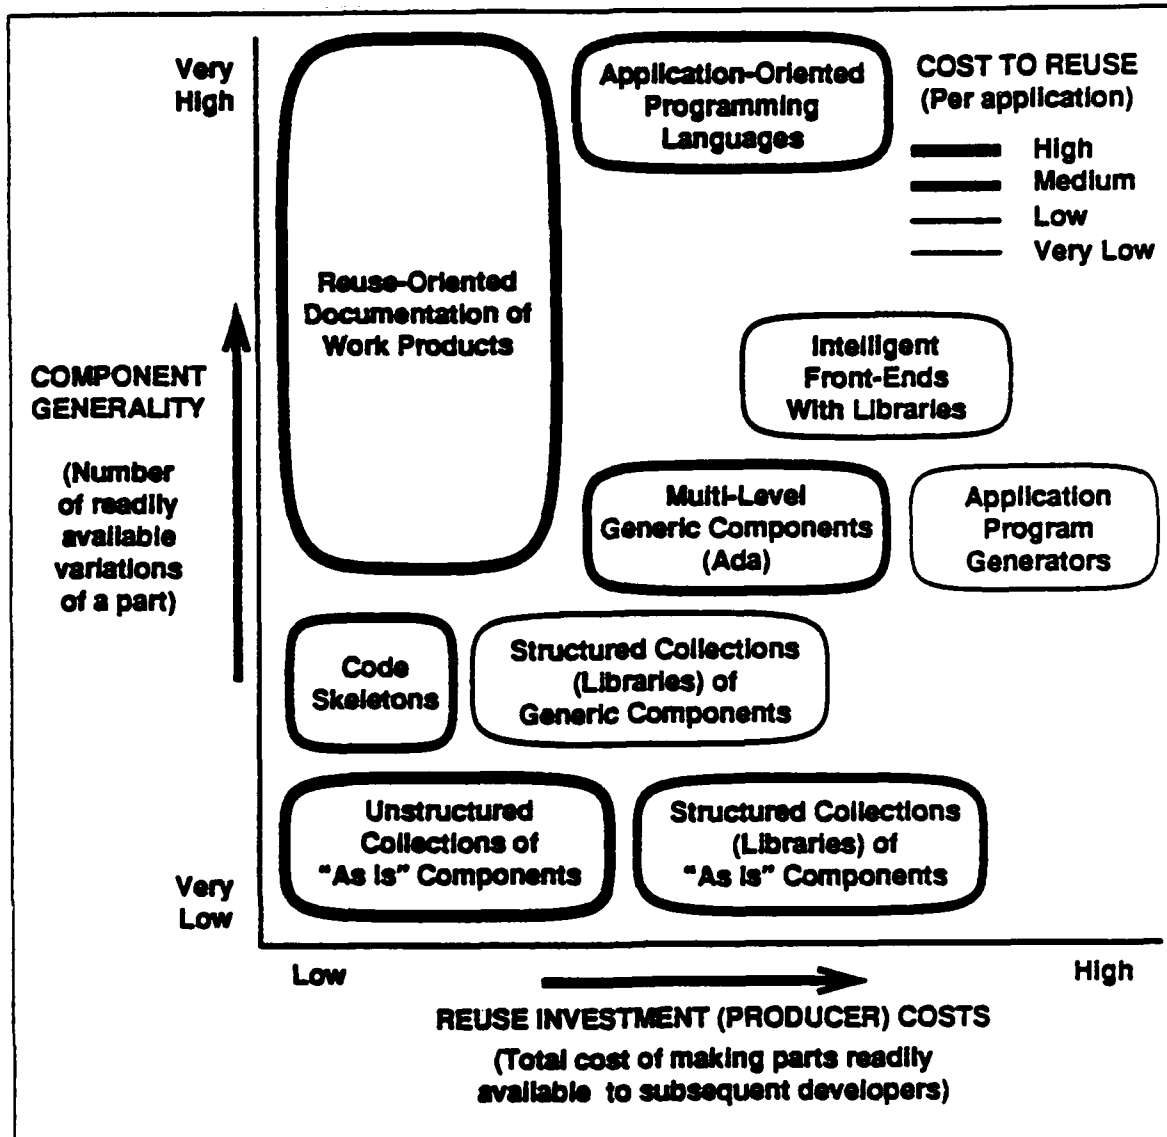 Very
High
Application-Oriented
Programming
Languages
COST TO REUSE
(Per application)
High
Medium
Low
Very Low
Reuse-Oriented
Documentation of
Work Products
Intelligent
Front-Ends
With Libraries
COMPONENT
GENERALITY
(Number
of readily
available
variations
of a part)
Multi-Level
Generic Components
(Ada)
Application
Program
Generators
Code
Skeletons
Structured Collections
(Libraries) of
Generic Components
Unstructured
Collections of
"As Is" Components
Structured Collections
(Libraries) of
"As Is" Components
Very
Low
Low
High
REUSE INVESTMENT (PRODUCER) COSTS
(Total cost of making parts readily
available to subsequent developers)